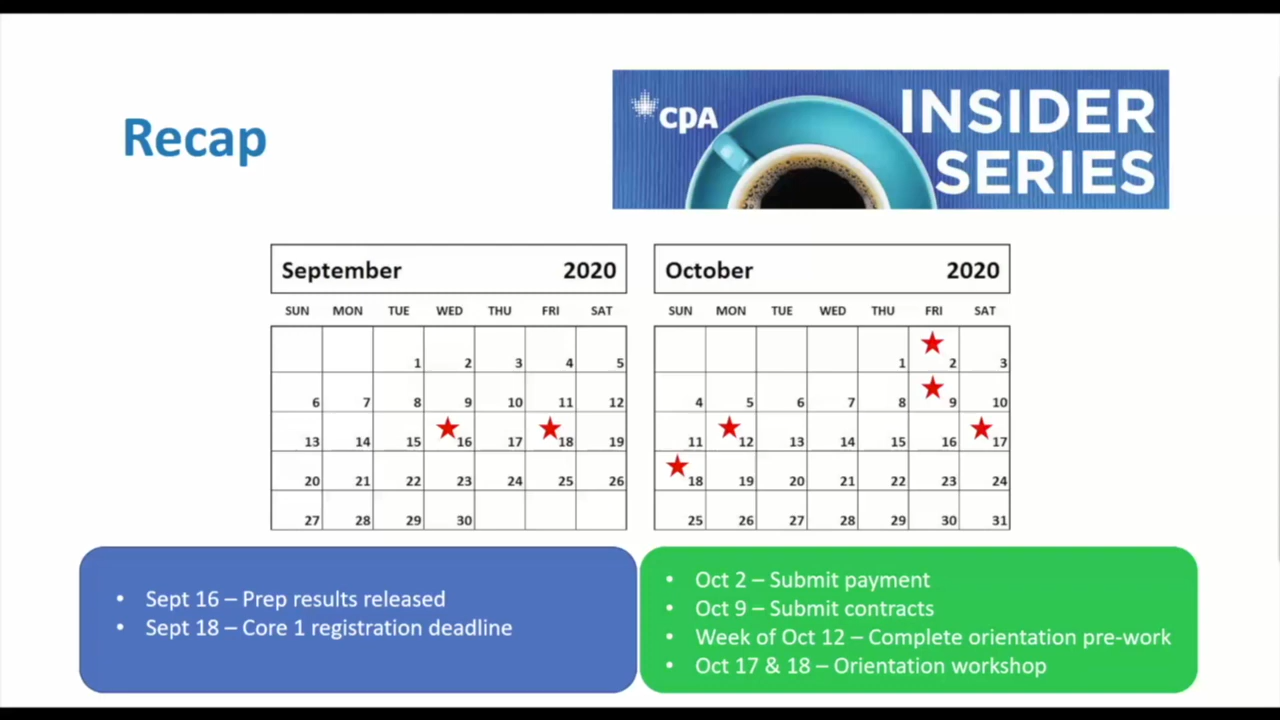 Recap
CPA
INSIDER
SERIES
September 2020
SUN MON TUE WED THU FRI SAT
1 2 3 4 5
6 7 8 9 10 11 12
13 14 15 16 17 18 19
20 21 22 23 24 25 26
27 28 29 30
October 2020
SUN MON TUE WED THU FRI SAT
1 2 3
4 5 6 7 8 9 10
11 12 13 14 15 16 17
18 19 20 21 22 23 24
25 26 27 28 29 30 31
• Sept 16 – Prep results released
• Sept 18 – Core 1 registration deadline
• Oct 2 – Submit payment
• Oct 9 – Submit contracts
• Week of Oct 12 – Complete orientation pre-work
• Oct 17 & 18 – Orientation workshop